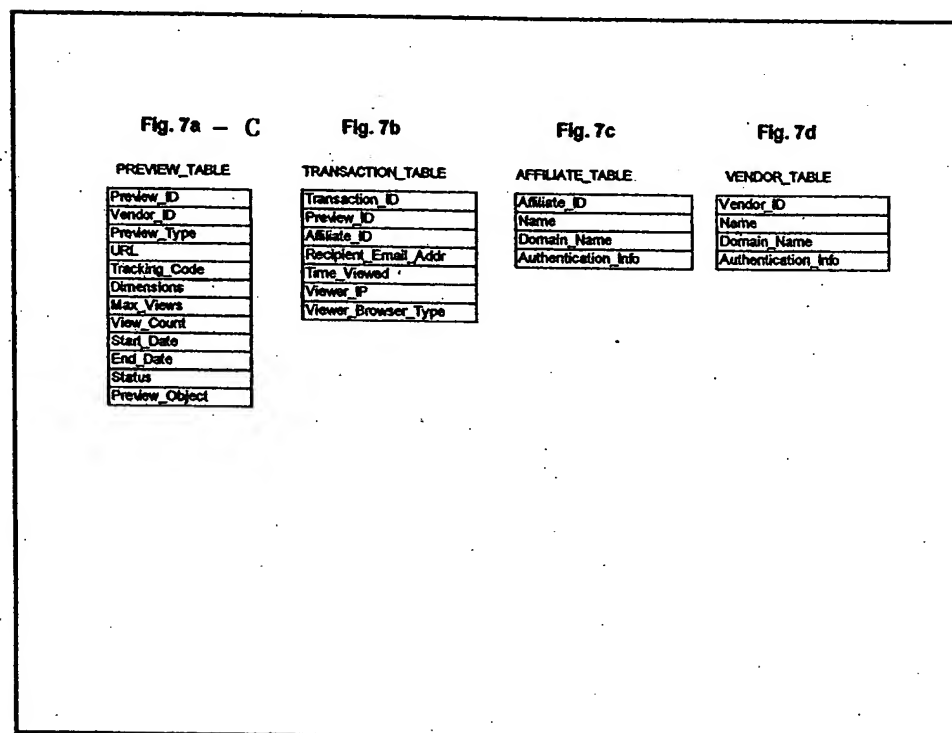 Fig. 7a – C
PREVIEW_TABLE
Preview_ID
Vendor_ID
Preview_Type
URL
Tracking_Code
Dimensions
Max_Views
View_Count
Start_Date
End_Date
Status
Preview_Object
Fig. 7b
TRANSACTION_TABLE
Transaction_ID
Preview_ID
Affiliate_ID
Recipient_Email_Addr
Time_Viewed
Viewer_IP
Viewer_Browser_Type
Fig. 7c
AFFILIATE_TABLE
Affiliate_ID
Name
Domain_Name
Authentication_Info
Fig. 7d
VENDOR_TABLE
Vendor_ID
Name
Domain_Name
Authentication_Info